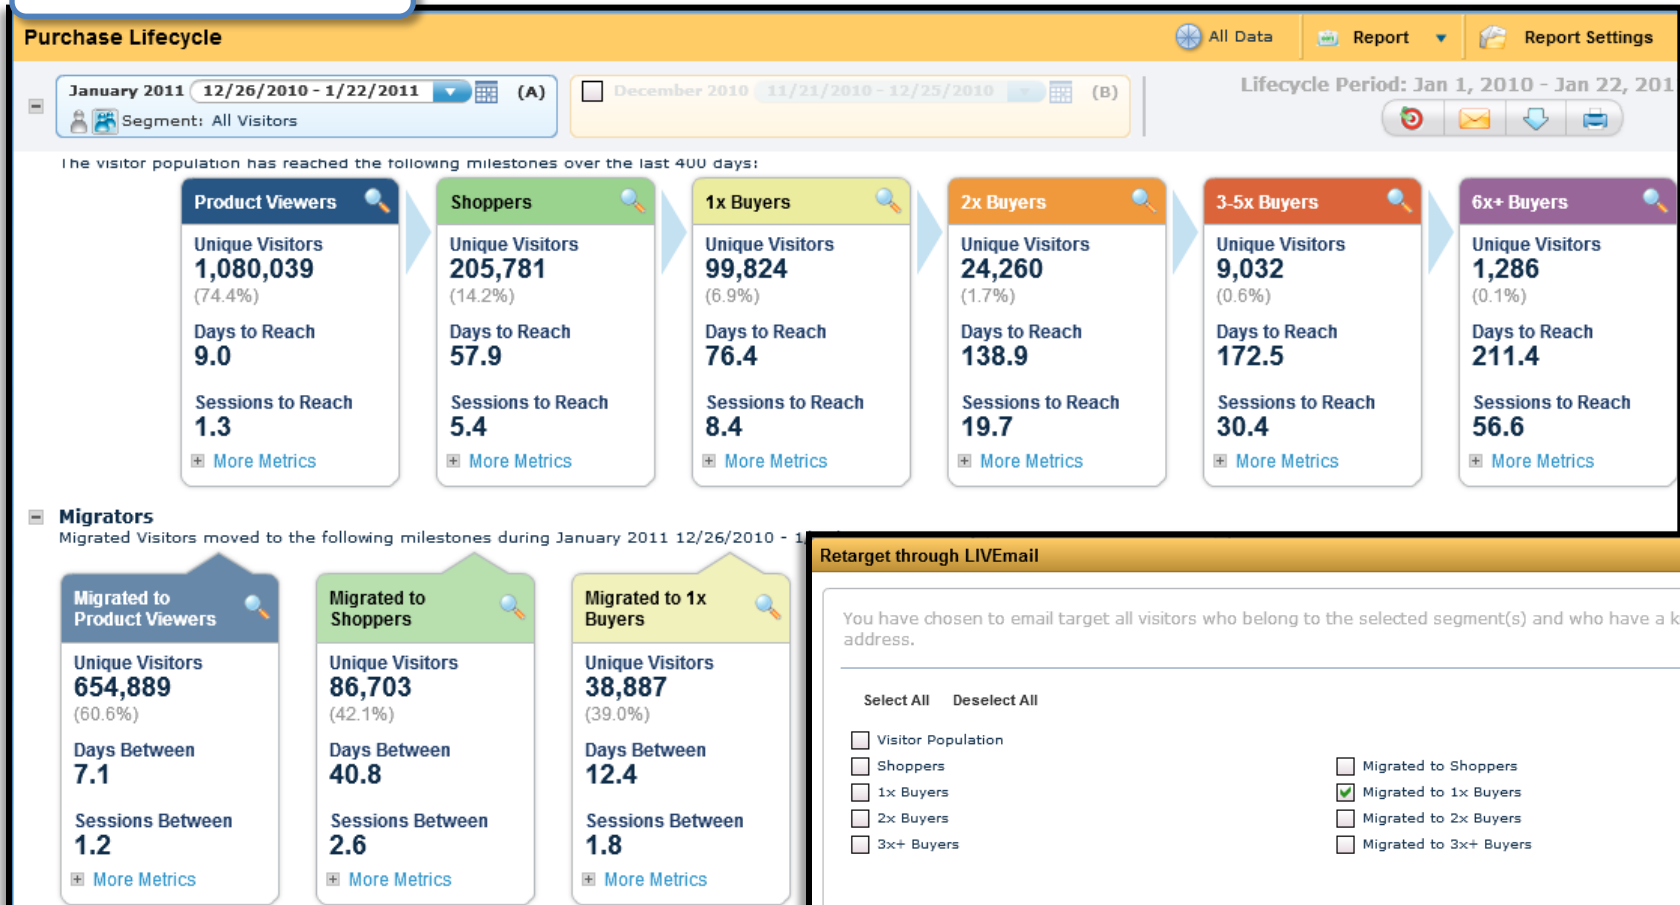 Purchase Lifecycle
All Data
Report
Report Settings
January 2011 12/26/2010 - 1/22/2011 (A)
Segment: All Visitors
December 2010 11/21/2010 - 12/25/2010 (B)
Lifecycle Period: Jan 1, 2010 - Jan 22, 201
The visitor population has reached the following milestones over the last 400 days:
Product Viewers
Unique Visitors
1,080,039
(74.4%)
Days to Reach
9.0
Sessions to Reach
1.3
More Metrics
Shoppers
Unique Visitors
205,781
(14.2%)
Days to Reach
57.9
Sessions to Reach
5.4
More Metrics
1x Buyers
Unique Visitors
99,824
(6.9%)
Days to Reach
76.4
Sessions to Reach
8.4
More Metrics
2x Buyers
Unique Visitors
24,260
(1.7%)
Days to Reach
138.9
Sessions to Reach
19.7
More Metrics
3-5x Buyers
Unique Visitors
9,032
(0.6%)
Days to Reach
172.5
Sessions to Reach
30.4
More Metrics
6x+ Buyers
Unique Visitors
1,286
(0.1%)
Days to Reach
211.4
Sessions to Reach
56.6
More Metrics
Migrators
Migrated Visitors moved to the following milestones during January 2011 12/26/2010 - 1
Migrated to
Product Viewers
Unique Visitors
654,889
(60.6%)
Days Between
7.1
Sessions Between
1.2
More Metrics
Migrated to
Shoppers
Unique Visitors
86,703
(42.1%)
Days Between
40.8
Sessions Between
2.6
More Metrics
Migrated to 1x
Buyers
Unique Visitors
38,887
(39.0%)
Days Between
12.4
Sessions Between
1.8
More Metrics
Retarget through LIVEmail
You have chosen to email target all visitors who belong to the selected segment(s) and who have a k
address.
Select All Deselect All
Visitor Population
Shoppers
1x Buyers
2x Buyers
3x+ Buyers
Migrated to Shoppers
Migrated to 1x Buyers
Migrated to 2x Buyers
Migrated to 3x+ Buyers